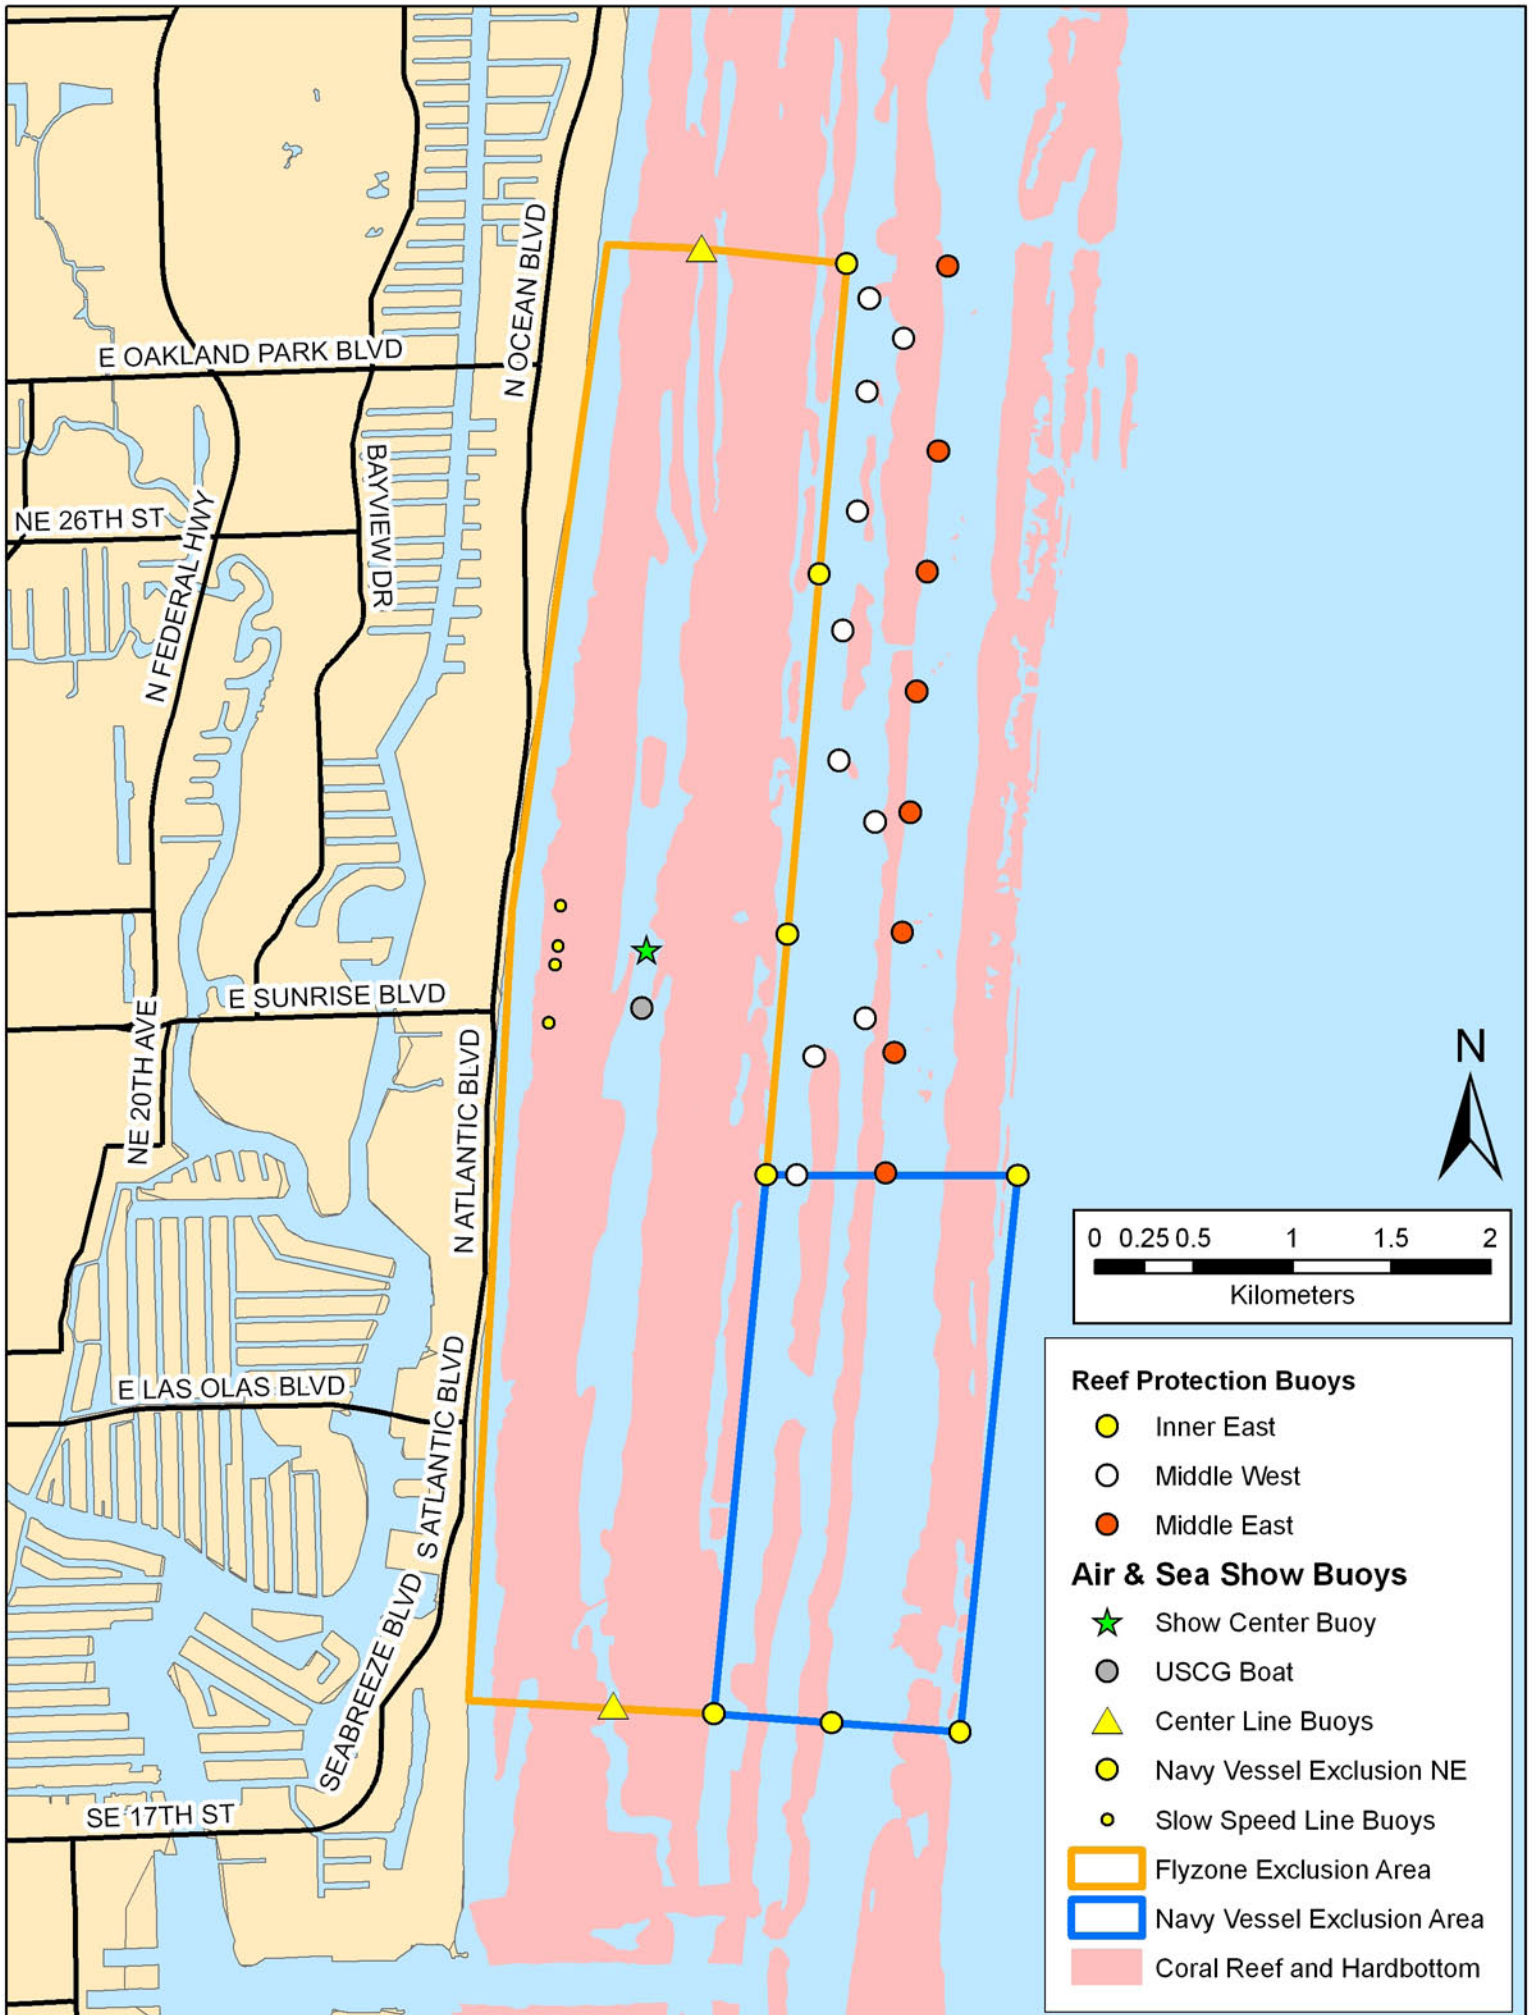 N OCEAN BLVD
E OAKLAND PARK BLVD
BAYVIEW DR
NE 26TH ST
N FEDERAL HWY
E SUNRISE BLVD
NE 20TH AVE
N ATLANTIC BLVD
E LAS OLAS BLVD
S ATLANTIC BLVD
SEABREEZE BLVD
SE 17TH ST
N
0 0.25 0.5 1 1.5 2
Kilometers
Reef Protection Buoys
Inner East
Middle West
Middle East
Air & Sea Show Buoys
Show Center Buoy
USCG Boat
Center Line Buoys
Navy Vessel Exclusion NE
Slow Speed Line Buoys
Flyzone Exclusion Area
Navy Vessel Exclusion Area
Coral Reef and Hardbottom